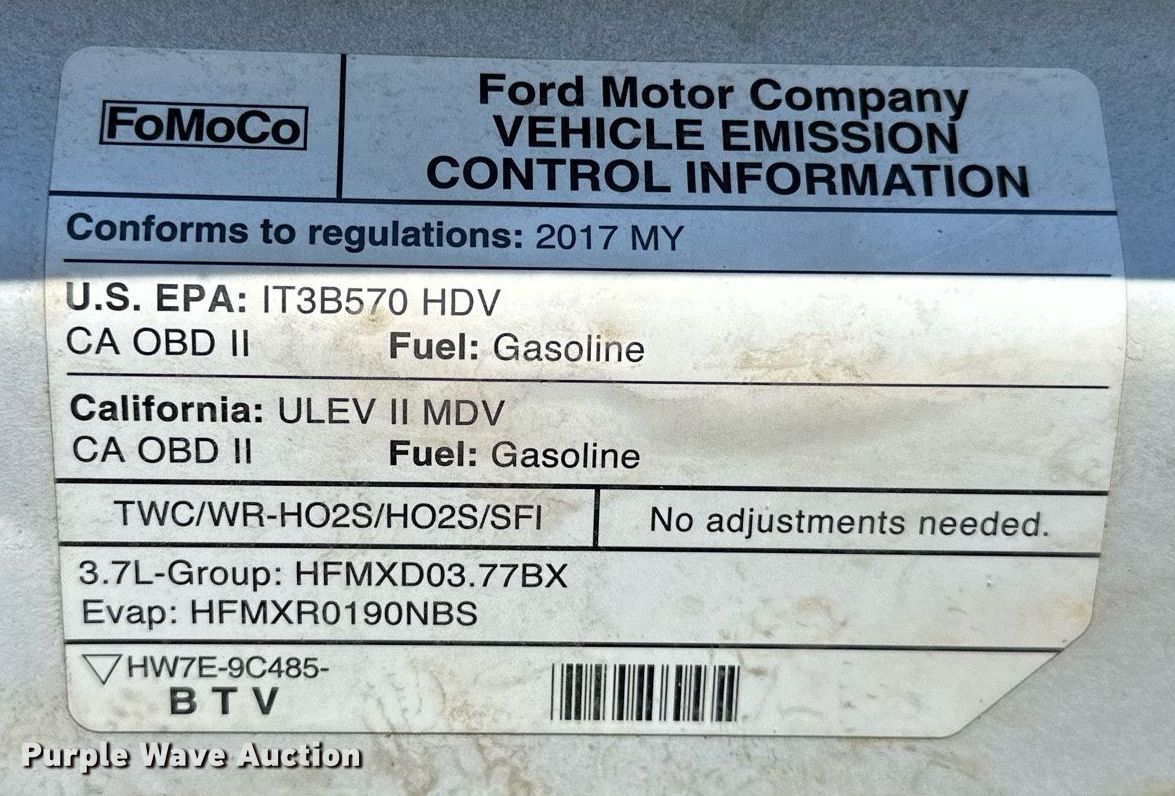 FoMoCo
Ford Motor Company
VEHICLE EMISSION
CONTROL INFORMATION
Conforms to regulations: 2017 MY
U.S. EPA: IT3B570 HDV
CA OBD II Fuel: Gasoline
California: ULEV II MDV
CA OBD II Fuel: Gasoline
TWC/WR-HO2S/HO2S/SFI No adjustments needed.
3.7L-Group: HFMXD03.77BX
Evap: HFMXR0190NBS
HW7E-9C485-
BTV
Purple Wave Auction